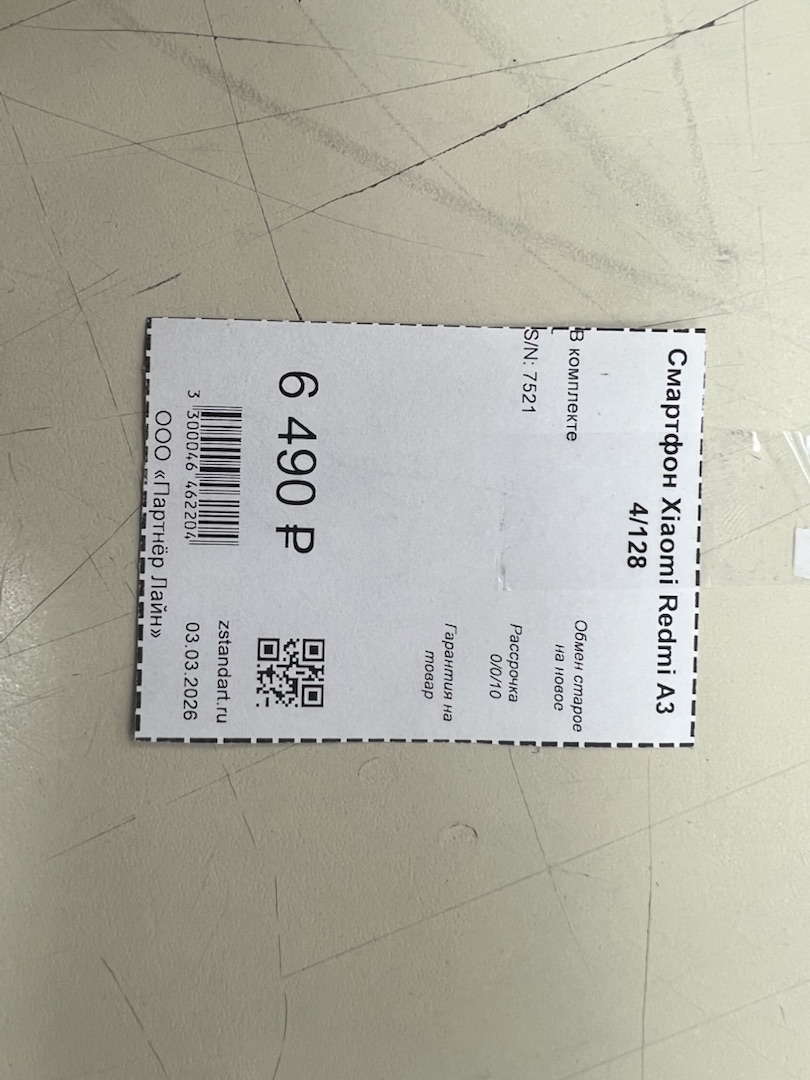 Смартфон Xiaomi Redmi A3
4/128
В комплекте
S/N: 7521
Обмен старое
на новое
Рассрочка
0/0/10
Гарантия на
товар
6 490 ₽
3 300046 462204
ООО «Партнёр Лайн»
zstandart.ru
03.03.2026